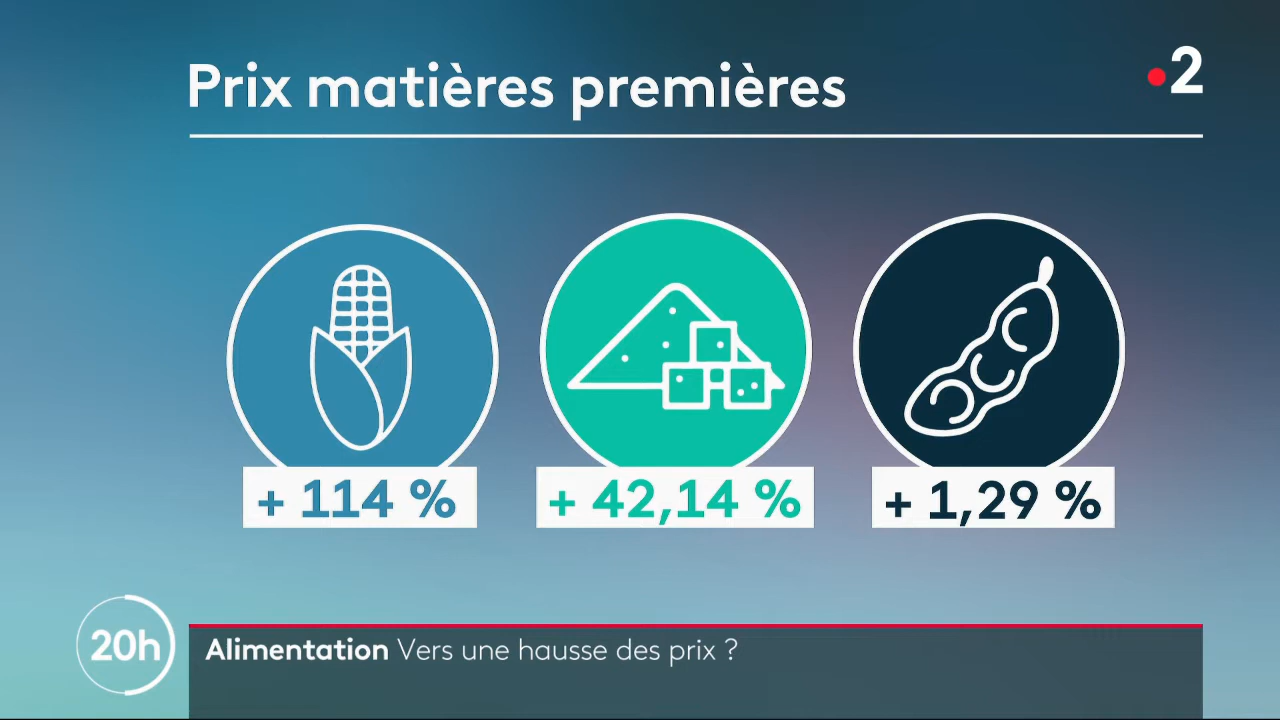 Prix matières premières
2
+ 114 %
+ 42,14 %
+ 1,29 %
20h
Alimentation Vers une hausse des prix ?